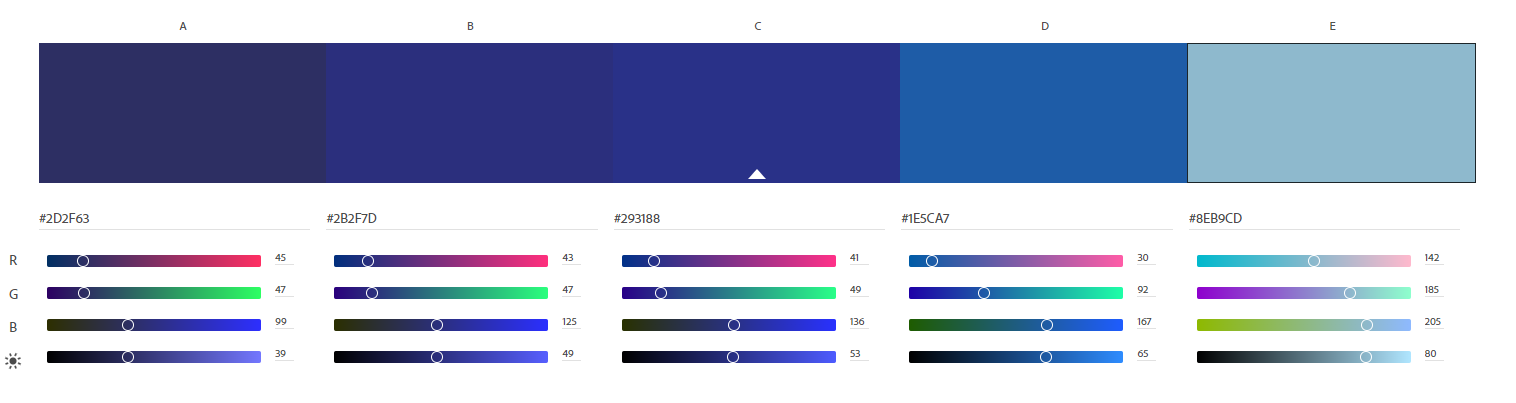 A B C D E
#2D2F63 #2B2F7D #293188 #1E5CA7 #8EB9CD
R 45 43 41 30 142
G 47 47 49 92 185
B 99 125 136 167 205
39 49 53 65 80